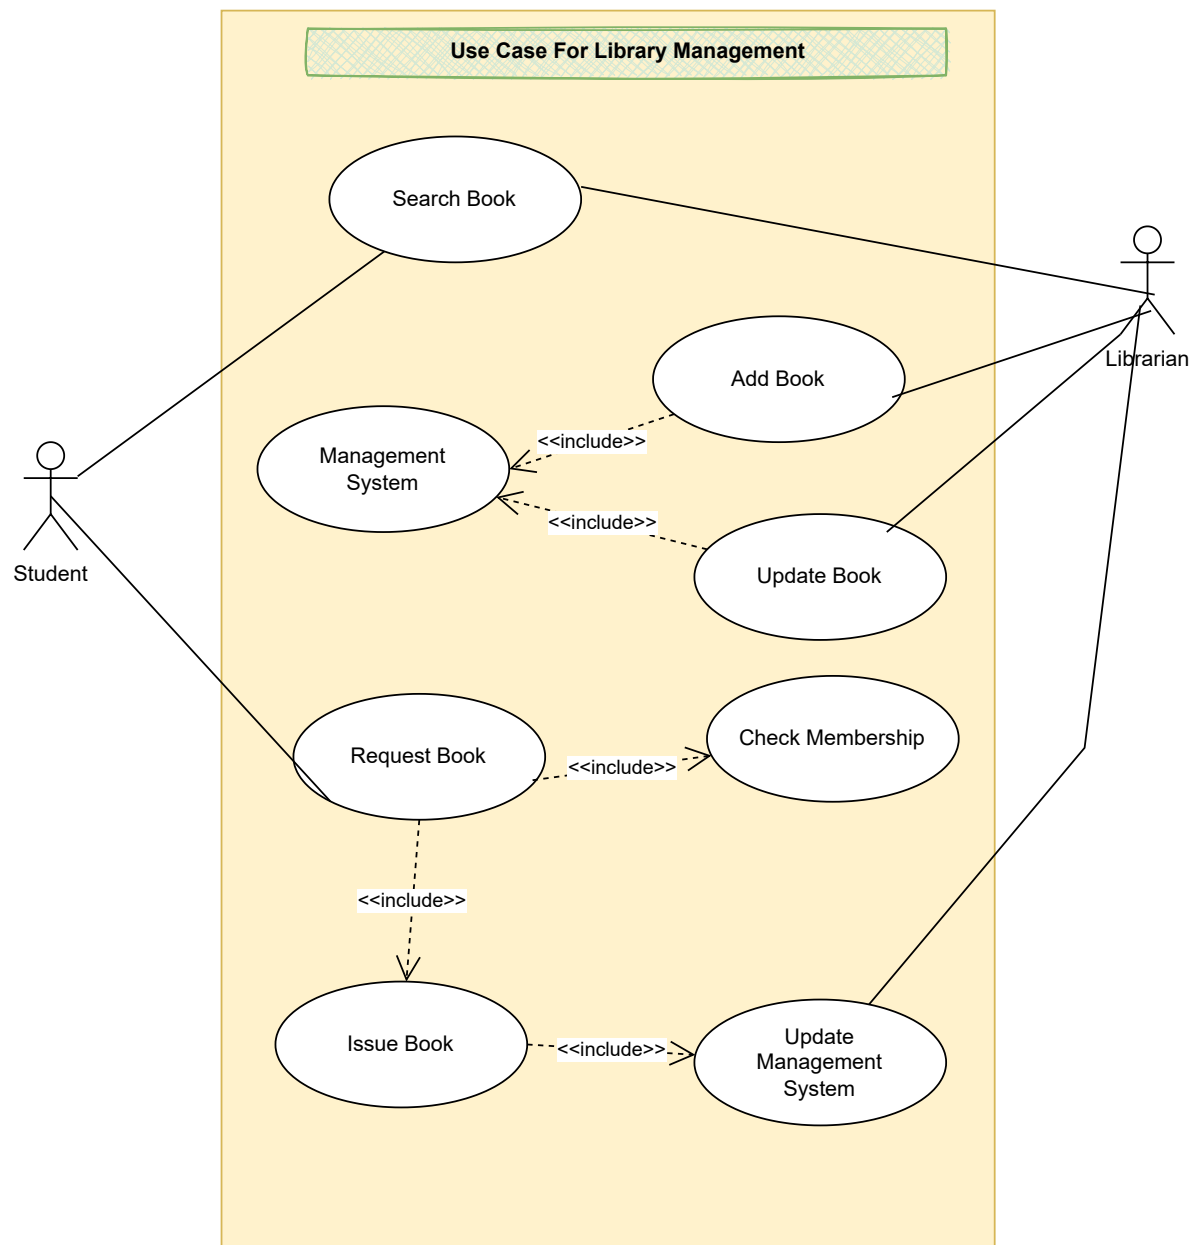 Use Case For Library Management
Search Book
Librarian
Add Book
<<include>>
Management
System
<<include>>
Student
Update Book
Check Membership
Request Book
<<include>>
<<include>>
Issue Book
<<include>>
Update
Management
System